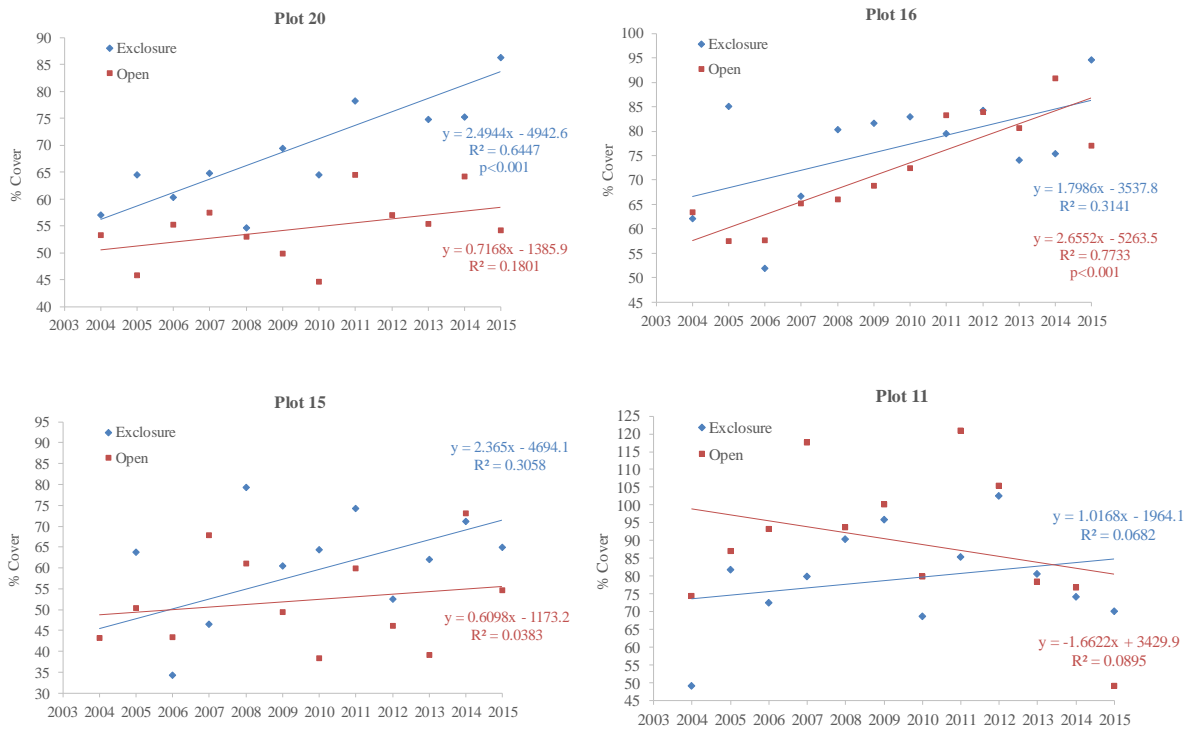 Plot 20
90
85
80
75
70
65
60
55
50
45
40
% Cover
Exclosure
Open
y = 2.4944x - 4942.6
R² = 0.6447
p<0.001
y = 0.7168x - 1385.9
R² = 0.1801
2003 2004 2005 2006 2007 2008 2009 2010 2011 2012 2013 2014 2015
Plot 16
100
95
90
85
80
75
70
65
60
55
50
45
% Cover
Exclosure
Open
y = 1.7986x - 3537.8
R² = 0.3141
y = 2.6552x - 5263.5
R² = 0.7733
p<0.001
2003 2004 2005 2006 2007 2008 2009 2010 2011 2012 2013 2014 2015
Plot 15
95
90
85
80
75
70
65
60
55
50
45
40
35
30
% Cover
Exclosure
Open
y = 2.365x - 4694.1
R² = 0.3058
y = 0.6098x - 1173.2
R² = 0.0383
2003 2004 2005 2006 2007 2008 2009 2010 2011 2012 2013 2014 2015
Plot 11
125
120
115
110
105
100
95
90
85
80
75
70
65
60
55
50
45
% Cover
Exclosure
Open
y = 1.0168x - 1964.1
R² = 0.0682
y = -1.6622x + 3429.9
R² = 0.0895
2003 2004 2005 2006 2007 2008 2009 2010 2011 2012 2013 2014 2015